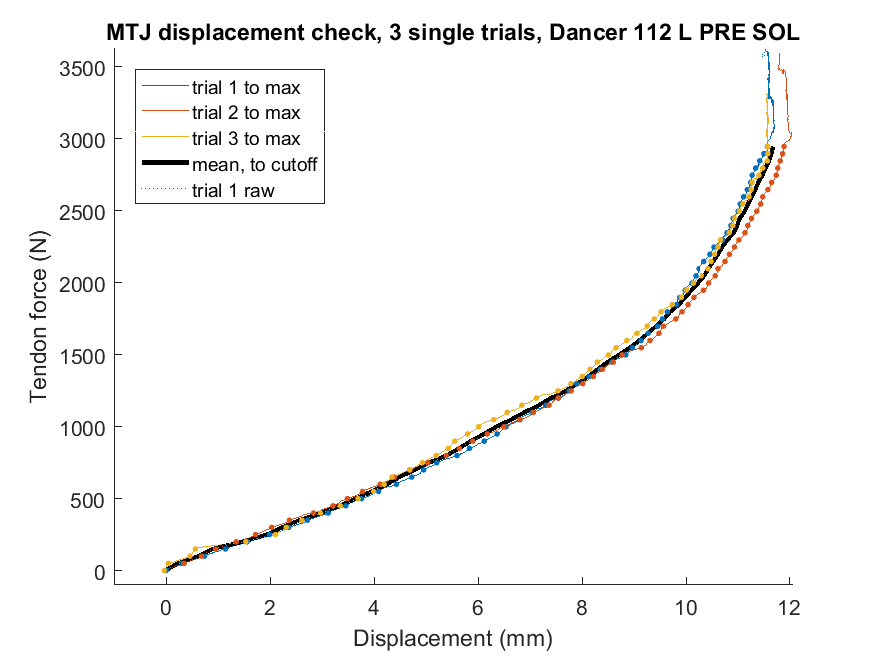 MTJ displacement check, 3 single trials, Dancer 112 L PRE SOL
3500
3000
2500
2000
1500
1000
500
0
Tendon force (N)
trial 1 to max
trial 2 to max
trial 3 to max
mean, to cutoff
trial 1 raw
0 2 4 6 8 10 12
Displacement (mm)